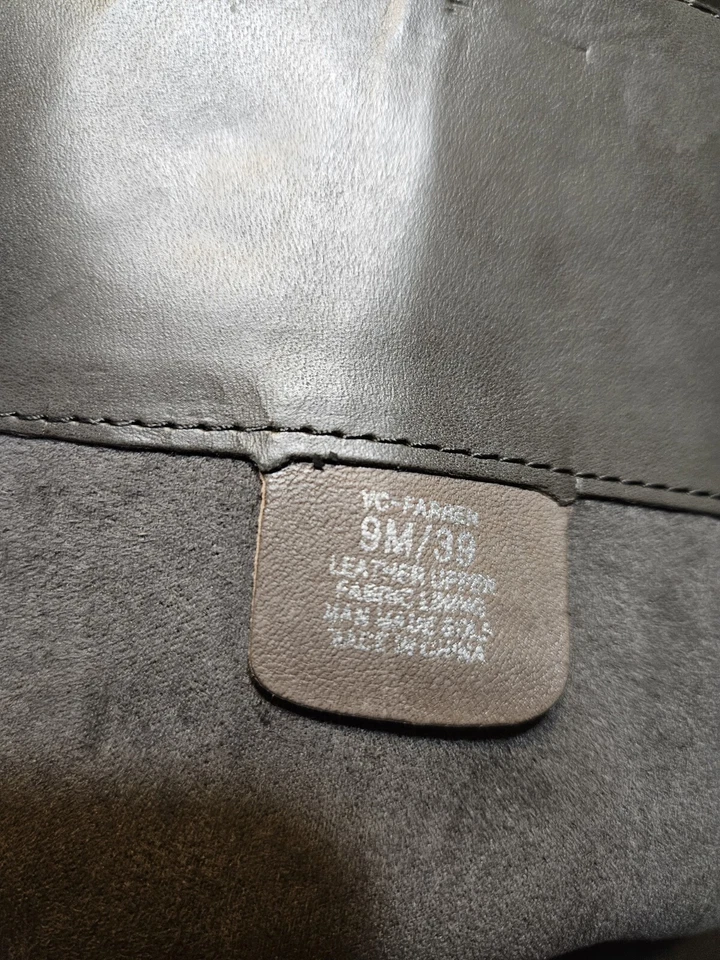 VC-FARREN
9M/39
LEATHER UPPER
FABRIC LINING
MAN MADE SOLE
MADE IN CHINA